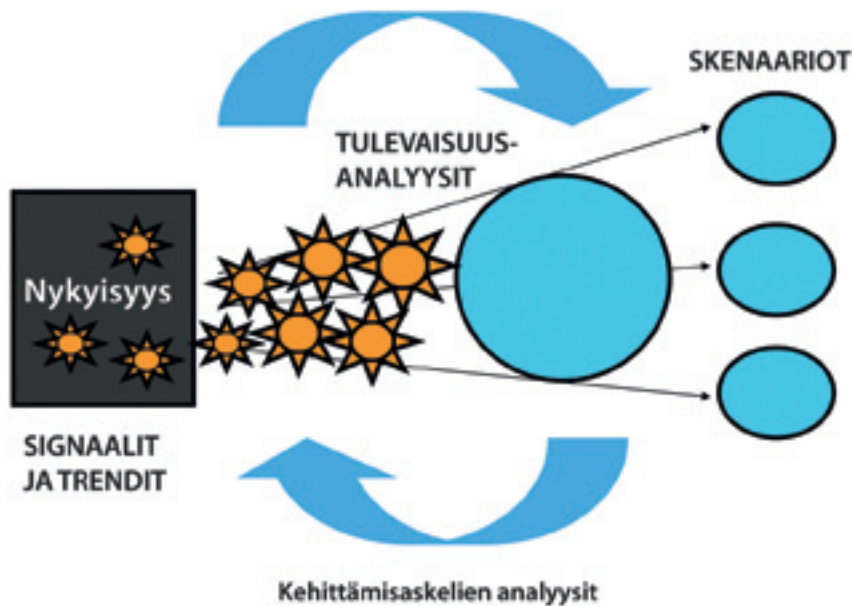 SKENAARIOT
TULEVAISUUS-
ANALYYSIT
Nykyisyys
SIGNAALIT
JA TRENDIT
Kehittämisaskelien analyysit